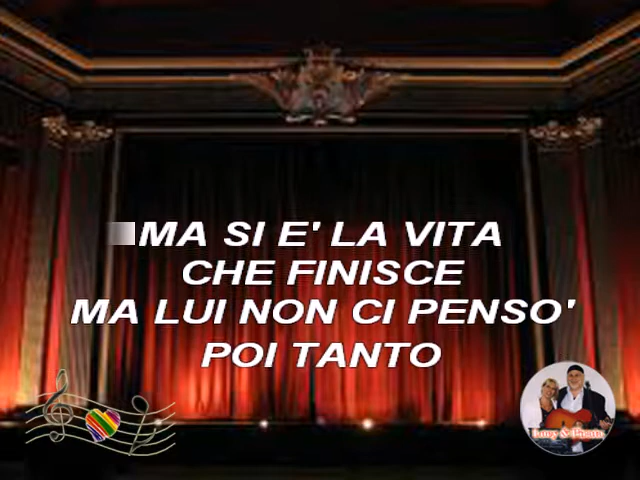 MA SI E' LA VITA
CHE FINISCE
MA LUI NON CI PENSO'
POI TANTO